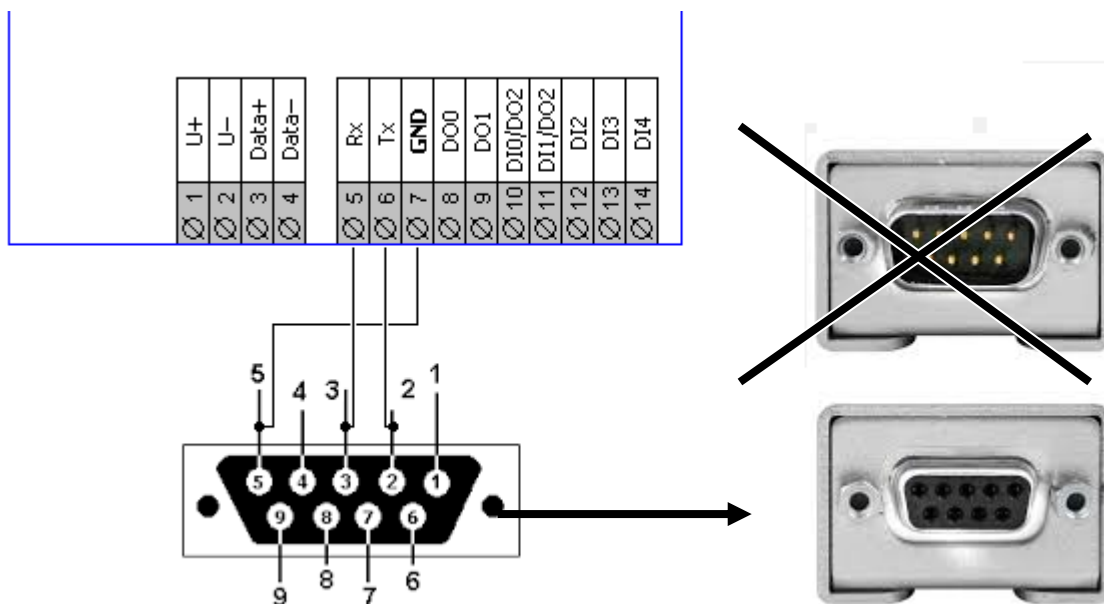 U+
U−
Data+
Data−
Rx
Tx
GND
DO0
DO1
DI0/DO2
DI1/DO2
DI2
DI3
DI4
Ø 1
Ø 2
Ø 3
Ø 4
Ø 5
Ø 6
Ø 7
Ø 8
Ø 9
Ø 10
Ø 11
Ø 12
Ø 13
Ø 14
5 4 3 2 1
5 4 3 2 1
9 8 7 6
9 8 7 6